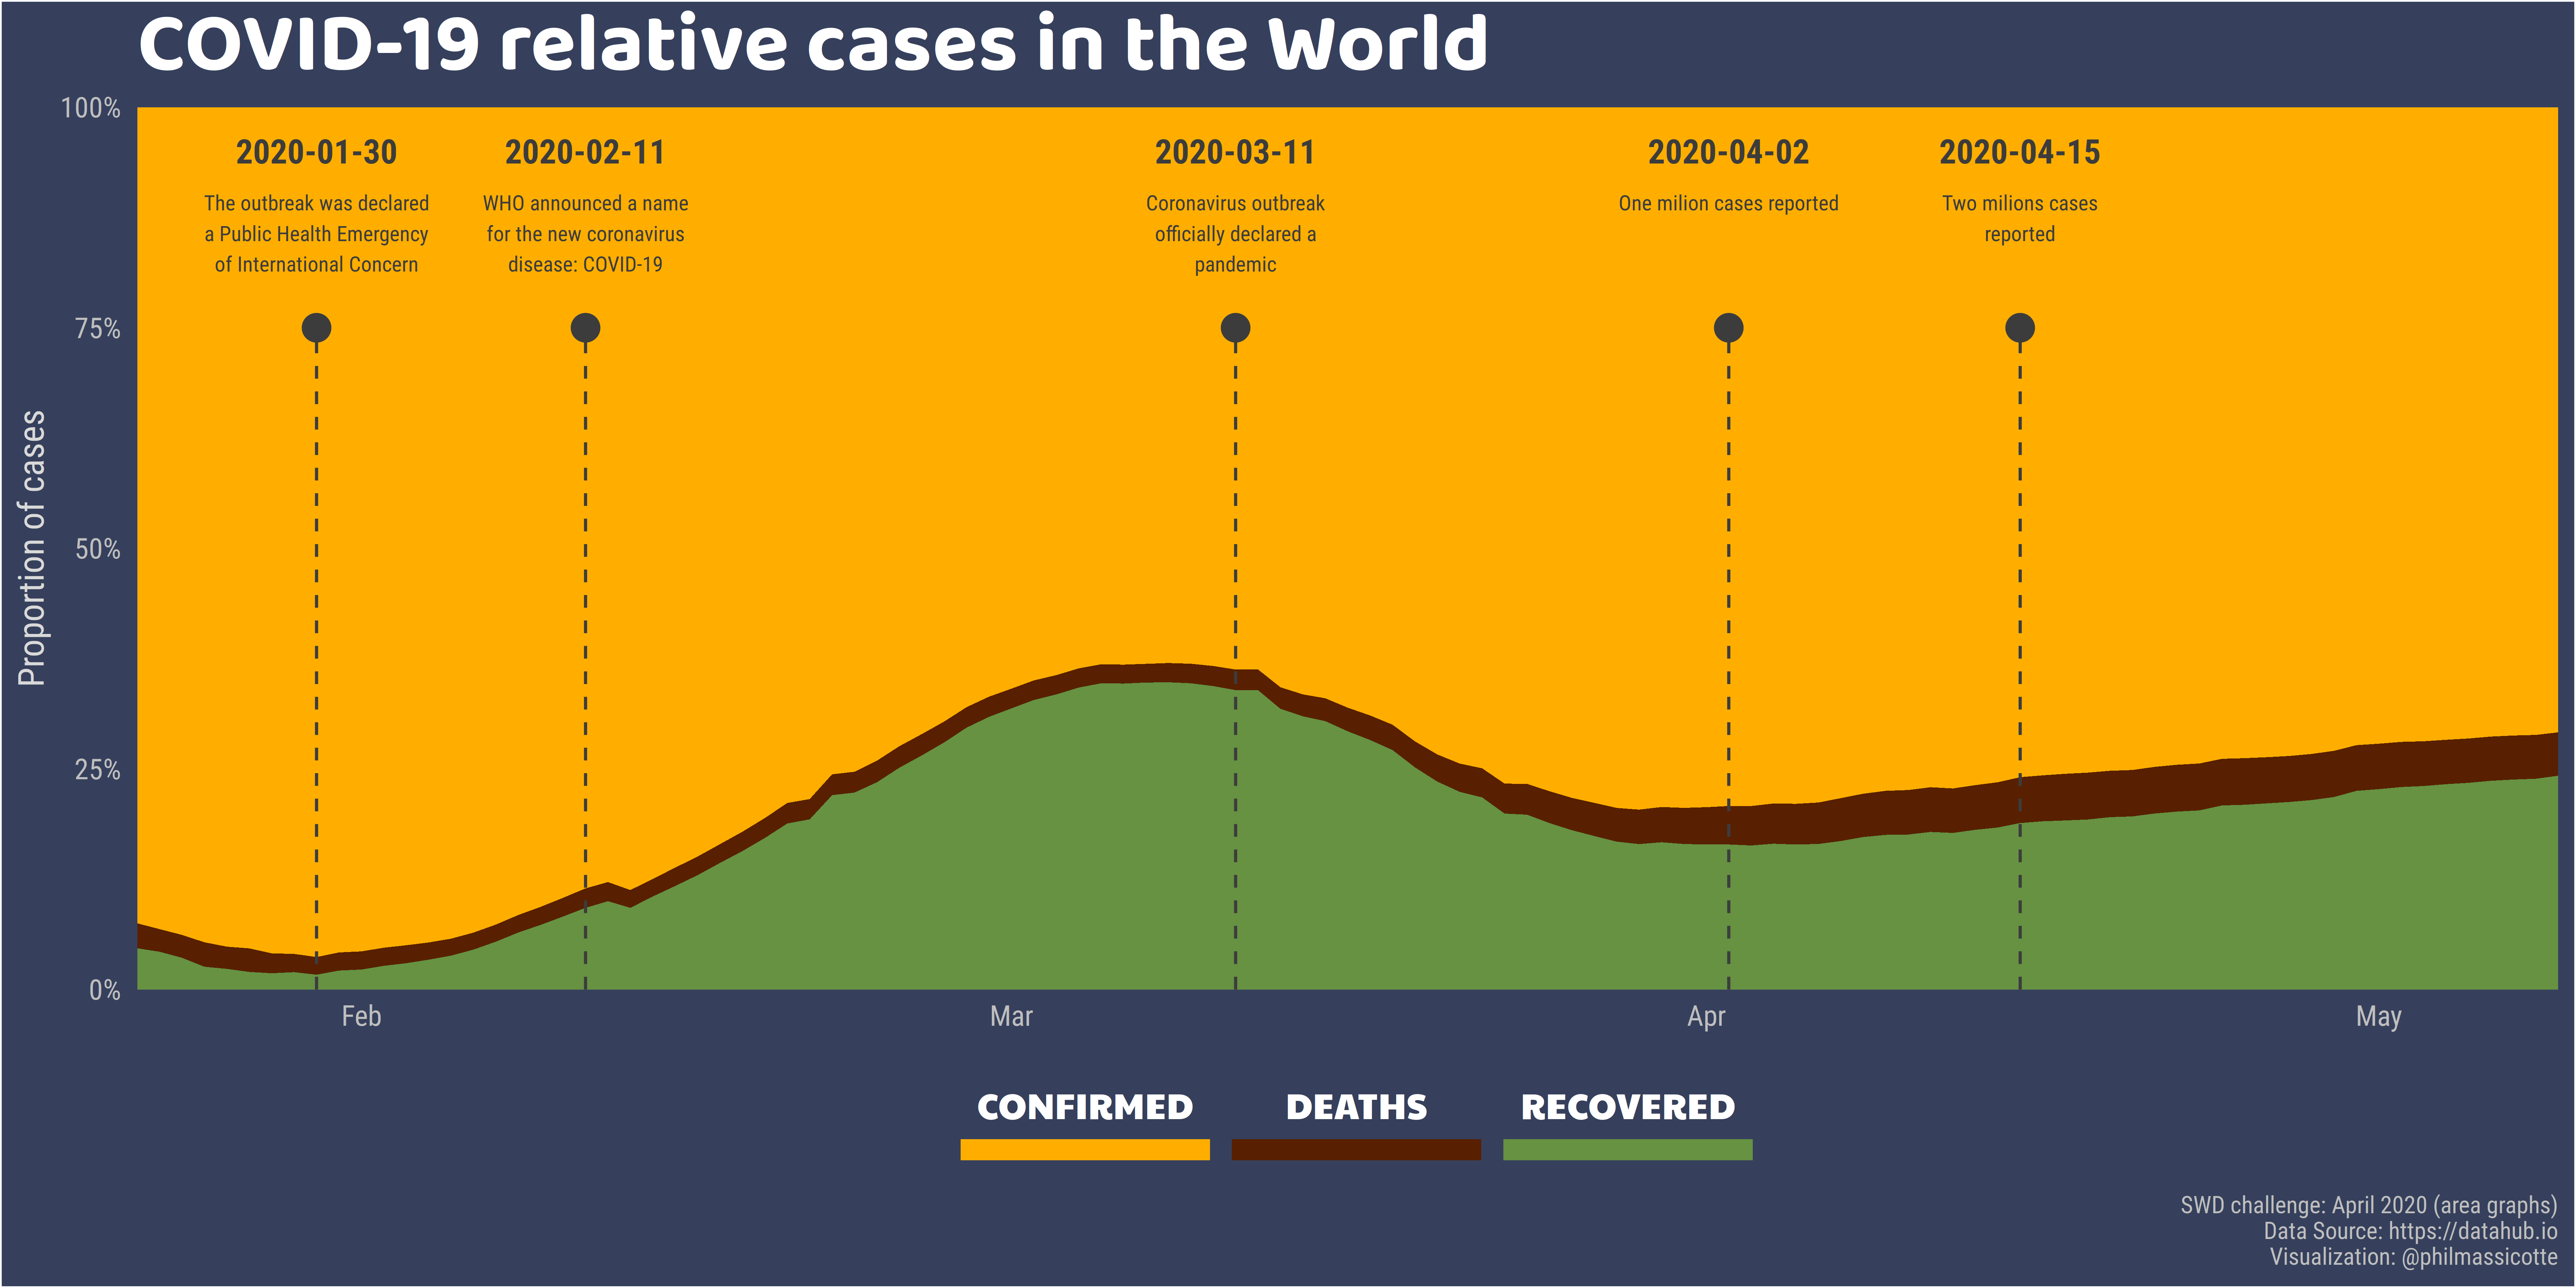 COVID-19 relative cases in the World
100%
75%
50%
25%
0%
Proportion of cases
2020-01-30
The outbreak was declared
a Public Health Emergency
of International Concern
2020-02-11
WHO announced a name
for the new coronavirus
disease: COVID-19
2020-03-11
Coronavirus outbreak
officially declared a
pandemic
2020-04-02
One milion cases reported
2020-04-15
Two milions cases
reported
Feb
Mar
Apr
May
CONFIRMED
DEATHS
RECOVERED
SWD challenge: April 2020 (area graphs)
Data Source: https://datahub.io
Visualization: @philmassicotte